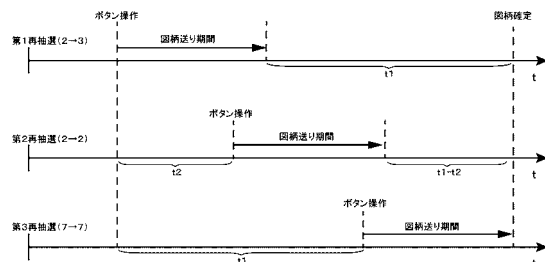 ボタン操作
図柄確定
第1再抽選(2→3)
図柄送り期間
t1
t
ボタン操作
第2再抽選(2→2)
図柄送り期間
t2
t1-t2
t
ボタン操作
第3再抽選(7→7)
図柄送り期間
t1
t